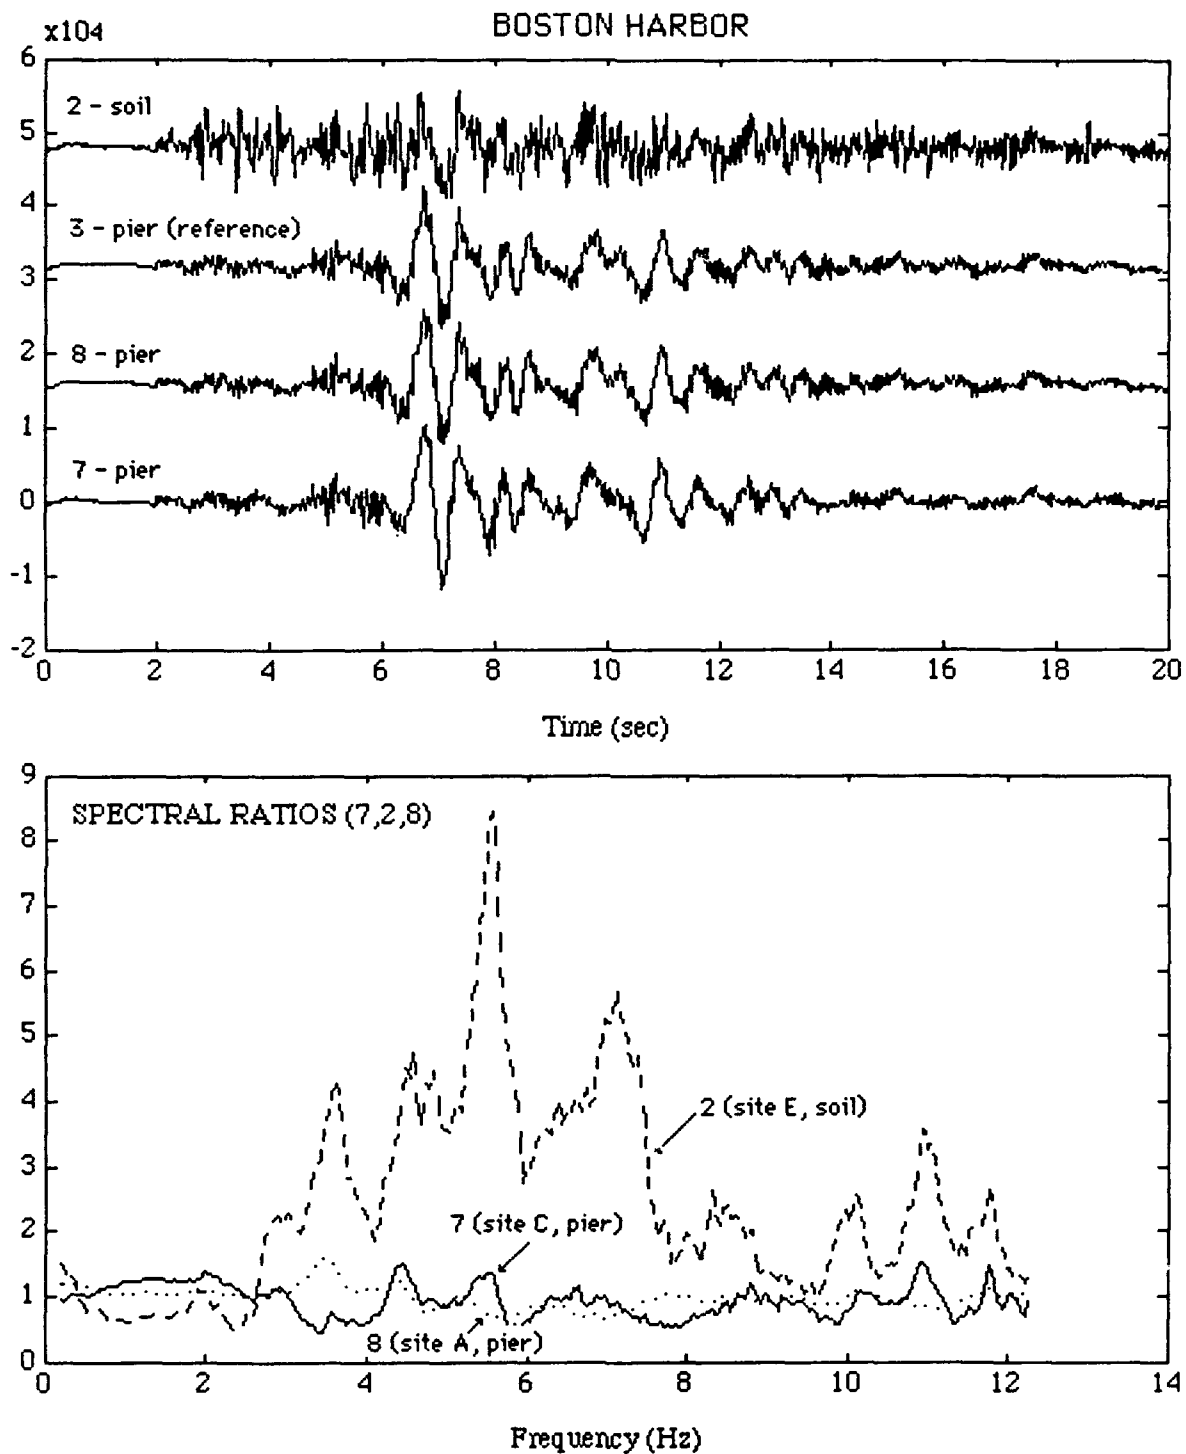 BOSTON HARBOR
x104
6
5
4
3
2
1
0
-1
-2
2 - soil
3 - pier (reference)
8 - pier
7 - pier
0 2 4 6 8 10 12 14 16 18 20
Time (sec)
9
8
7
6
5
4
3
2
1
0
SPECTRAL RATIOS (7,2,8)
2 (site E, soil)
7 (site C, pier)
8 (site A, pier)
0 2 4 6 8 10 12 14
Frequency (Hz)